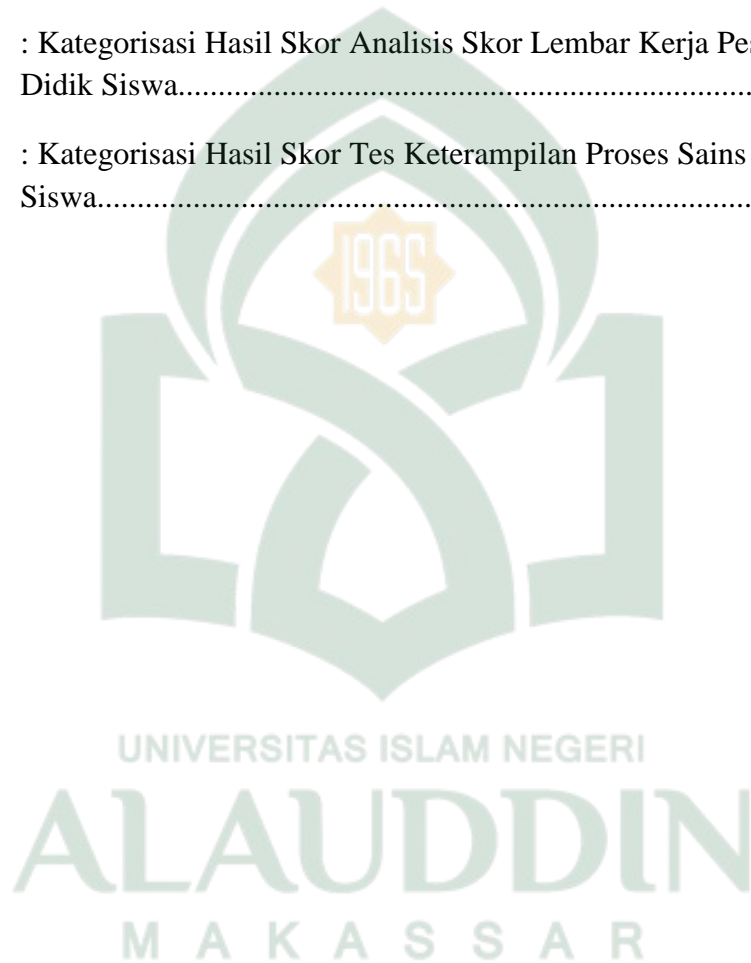 : Kategorisasi Hasil Skor Analisis Skor Lembar Kerja
Didik Siswa......................................................................
: Kategorisasi Hasil Skor Tes Keterampilan Proses Sains
Siswa................................................................................
1965
UNIVERSITAS ISLAM NEGERI
ALAUDDIN
MAKASSAR